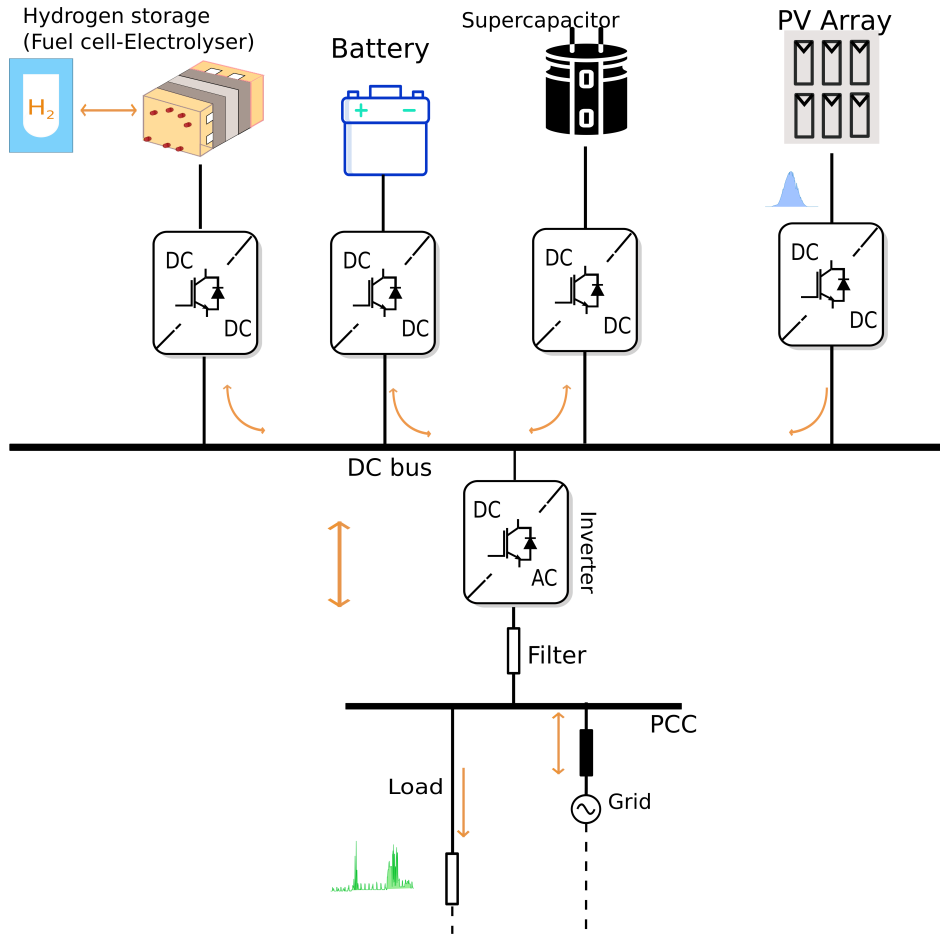 Hydrogen storage
(Fuel cell-Electrolyser)
Battery
Supercapacitor
PV Array
H2
+ −
DC
DC
DC
DC
DC
DC
DC
DC
DC bus
DC
AC
Inverter
Filter
PCC
Load
Grid